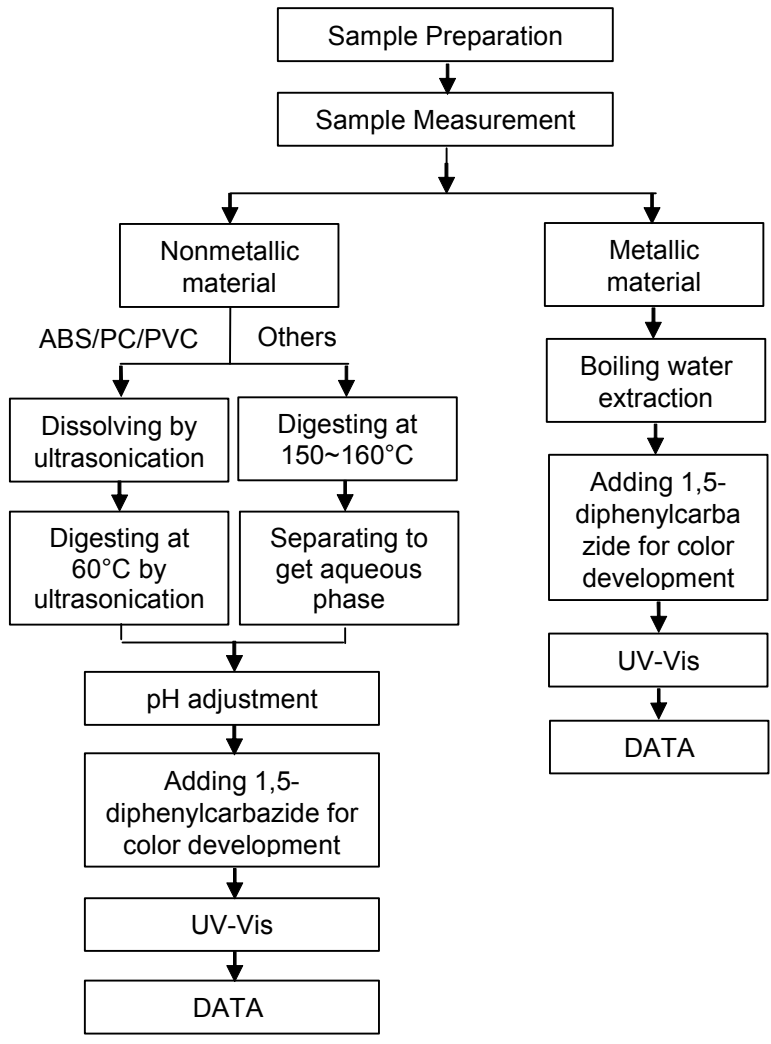 Sample Preparation
Sample Measurement
Nonmetallic
material
Metallic
material
ABS/PC/PVC
Others
Boiling water
extraction
Dissolving by
ultrasonication
Digesting at
150~160°C
Adding 1,5-
diphenylcarba
zide for color
development
Digesting at
60°C by
ultrasonication
Separating to
get aqueous
phase
UV-Vis
pH adjustment
DATA
Adding 1,5-
diphenylcarbazide for
color development
UV-Vis
DATA